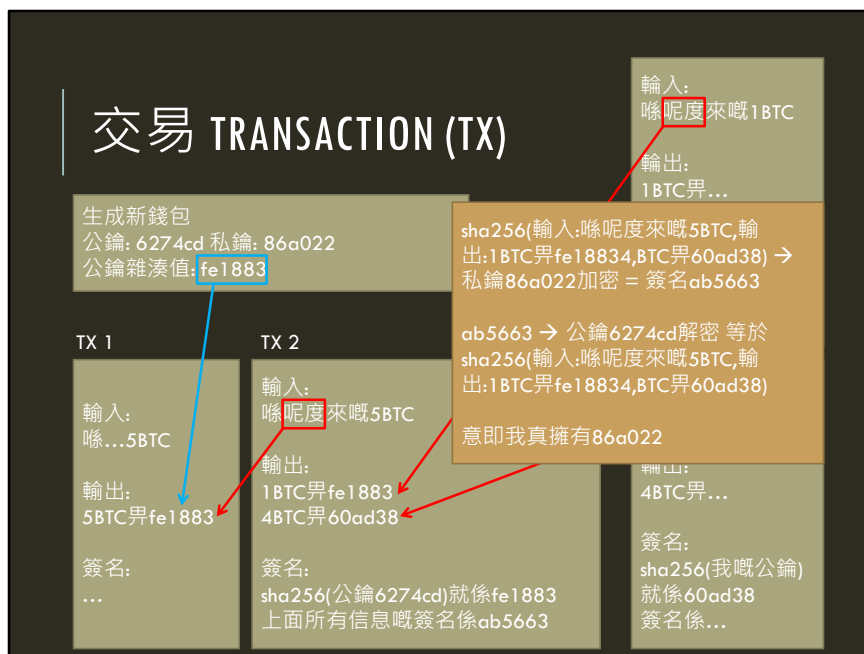 交易 TRANSACTION (TX)
生成新錢包
公鑰: 6274cd 私鑰: 86a022
公鑰雜湊值: fe1883
TX 1
輸入:
喺…5BTC
輸出:
5BTC畀fe1883
簽名:
…
TX 2
輸入:
喺呢度來嘅5BTC
輸出:
1BTC畀fe1883
4BTC畀60ad38
簽名:
sha256(公鑰6274cd)就係fe1883
上面所有信息嘅簽名係ab5663
輸入:
喺呢度來嘅1BTC
輸出:
1BTC畀…
sha256(輸入:喺呢度來嘅5BTC,輸
出:1BTC畀fe18834,BTC畀60ad38) →
私鑰86a022加密 = 簽名ab5663
ab5663 → 公鑰6274cd解密 等於
sha256(輸入:喺呢度來嘅5BTC,輸
出:1BTC畀fe18834,BTC畀60ad38)
意即我真擁有86a022
輸出:
4BTC畀…
簽名:
sha256(我嘅公鑰)
就係60ad38
簽名係…